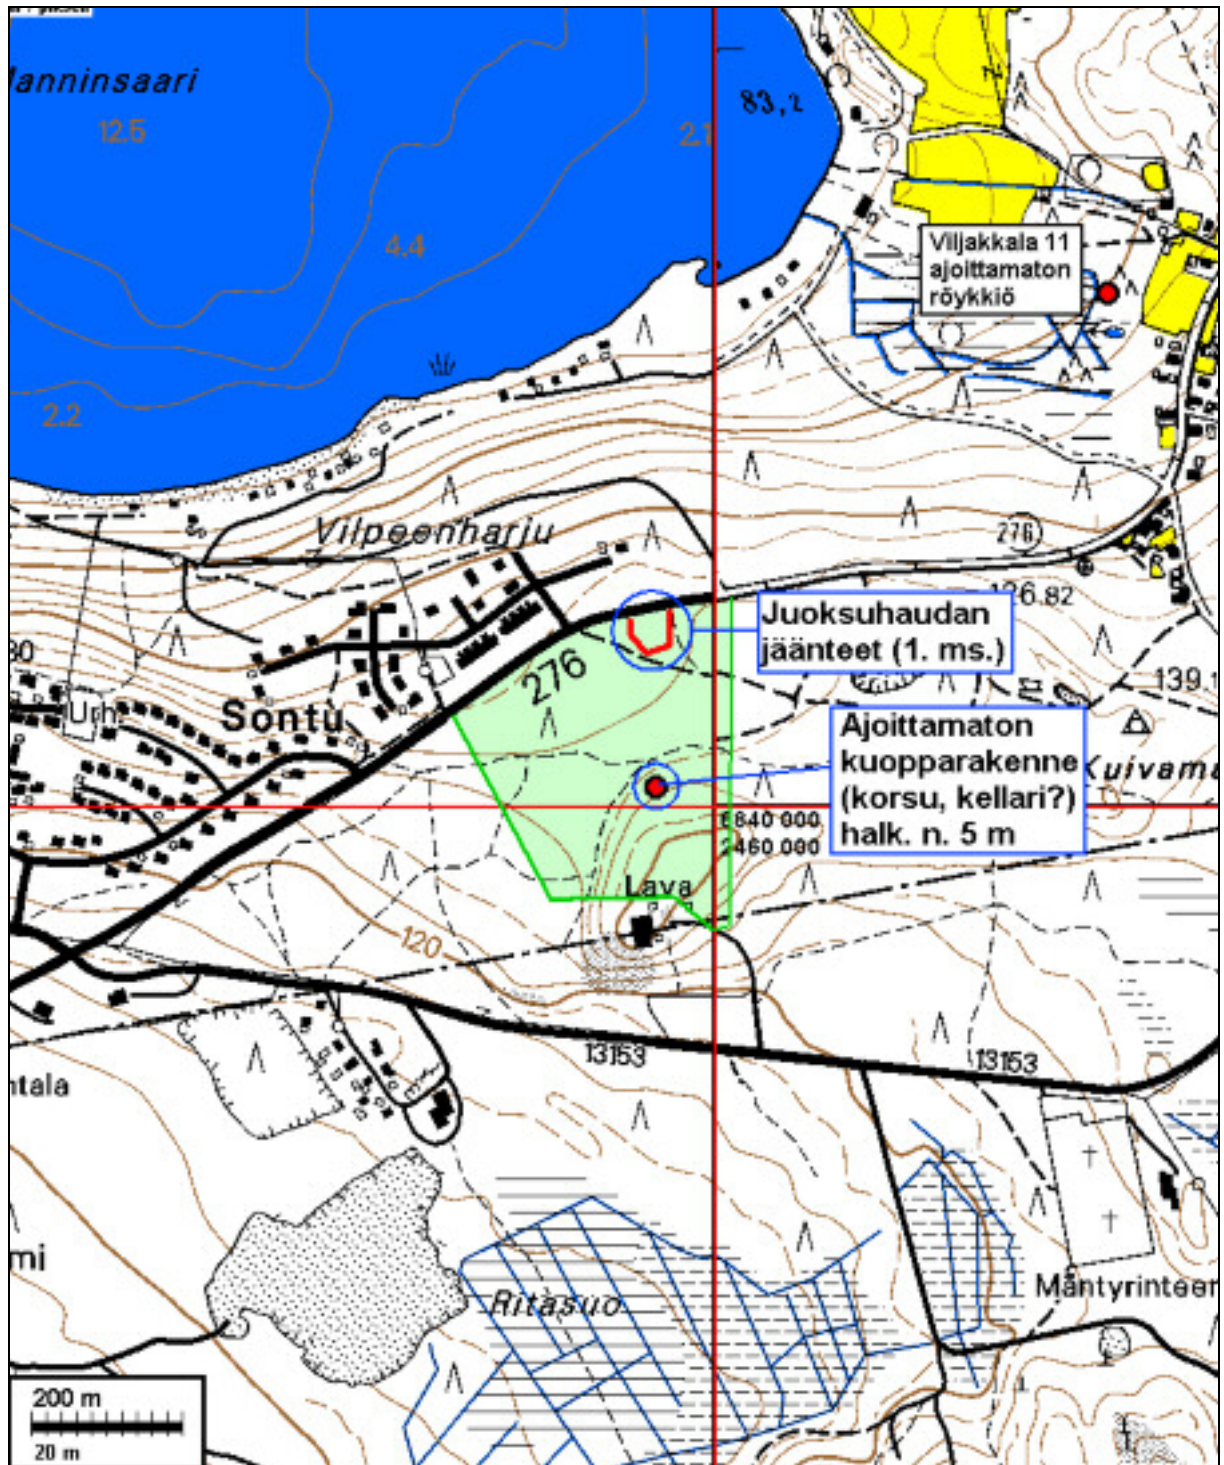 anninsaari
12.5
83,2
2.1
4.4
2.2
Viljakkala 11
ajoittamaton
röykkiö
Vilpeenharju
276
126.82
Juoksuhaudan
jäänteet (1. ms.)
139.1
30
276
Urh.
Sontu
Ajoittamaton
kuopparakenne
(korsu, kellari?)
halk. n. 5 m
Kuivama
6840 000
2460 000
Lava
120
13153
13153
ntala
mi
Ritasuo
Mäntyrinteen
200 m
20 m